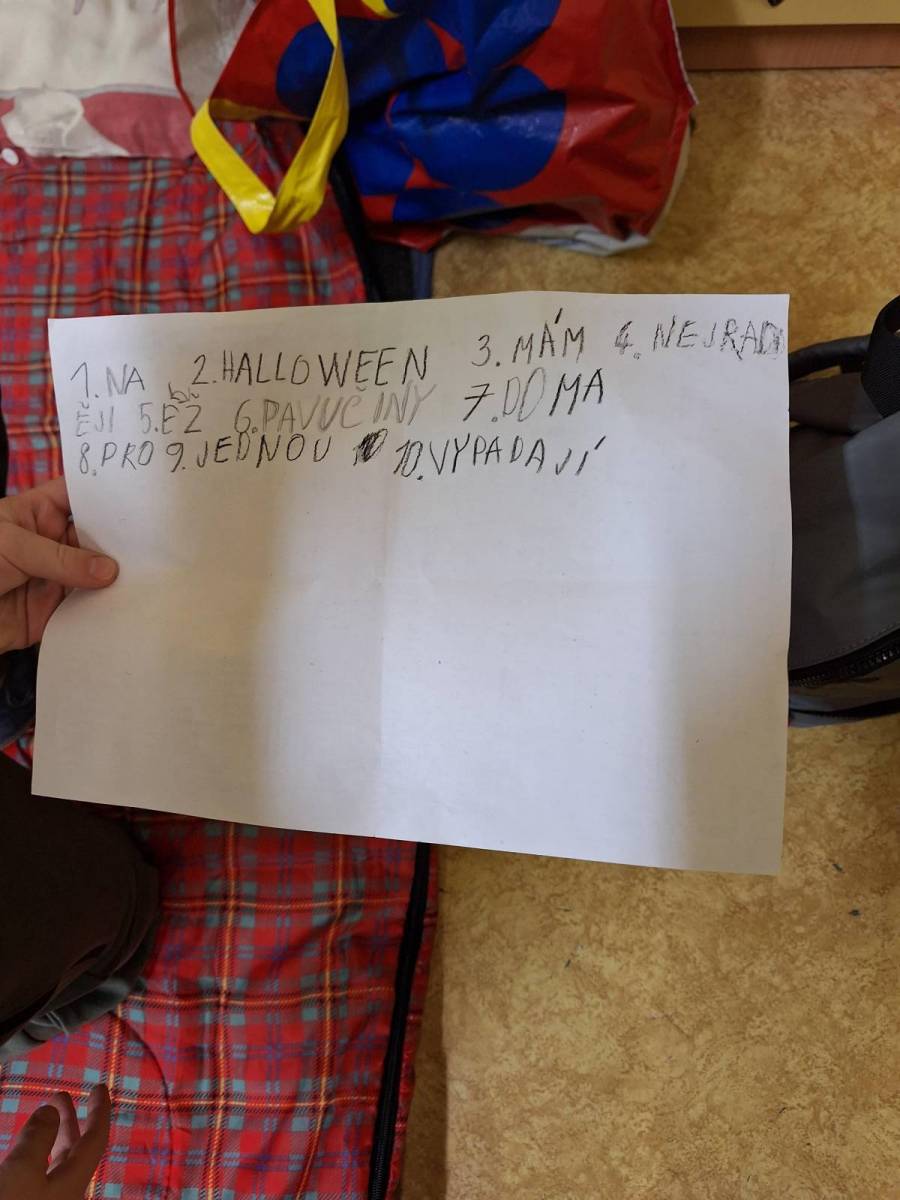 1. NA 2. HALLOWEEN 3. MÁM 4. NEJRAD
ĚJI 5. 6. PAVUČINY 7. DOMA
8. PRO 9. JEDNOU 10. VYPADAJÍ